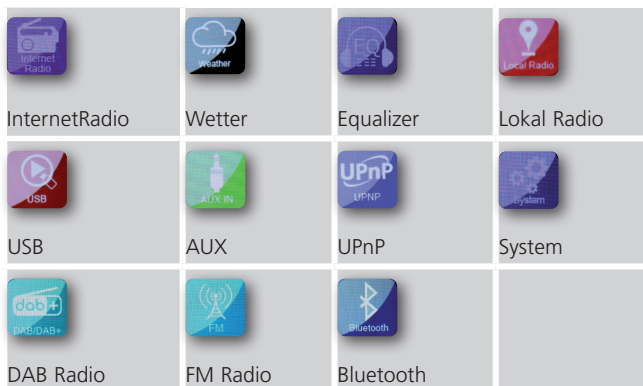 Internet
Radio
Weather
EQ
Local Radio
InternetRadio
Wetter
Equalizer
Lokal Radio
USB
AUX IN
UPnP
UPNP
System
USB
AUX
UPnP
System
dab+
DAB/DAB+
FM
Bluetooth
DAB Radio
FM Radio
Bluetooth